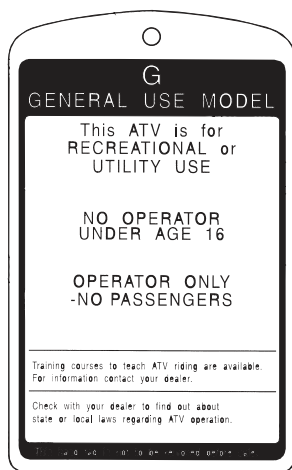 G
GENERAL USE MODEL
This ATV is for
RECREATIONAL or
UTILITY USE
NO OPERATOR
UNDER AGE 16
OPERATOR ONLY
-NO PASSENGERS
Training courses to teach ATV riding are available.
For information contact your dealer.
Check with your dealer to find out about
state or local laws regarding ATV operation.